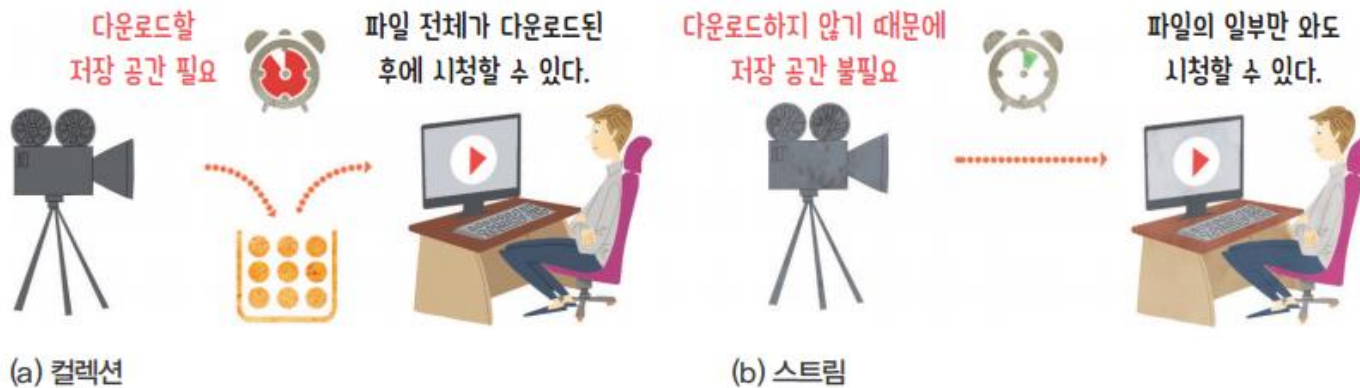 다운로드할
저장 공간 필요
파일 전체가 다운로드된
후에 시청할 수 있다.
다운로드하지 않기 때문에
저장 공간 불필요
파일의 일부만 와도
시청할 수 있다.
(a) 컬렉션
(b) 스트림